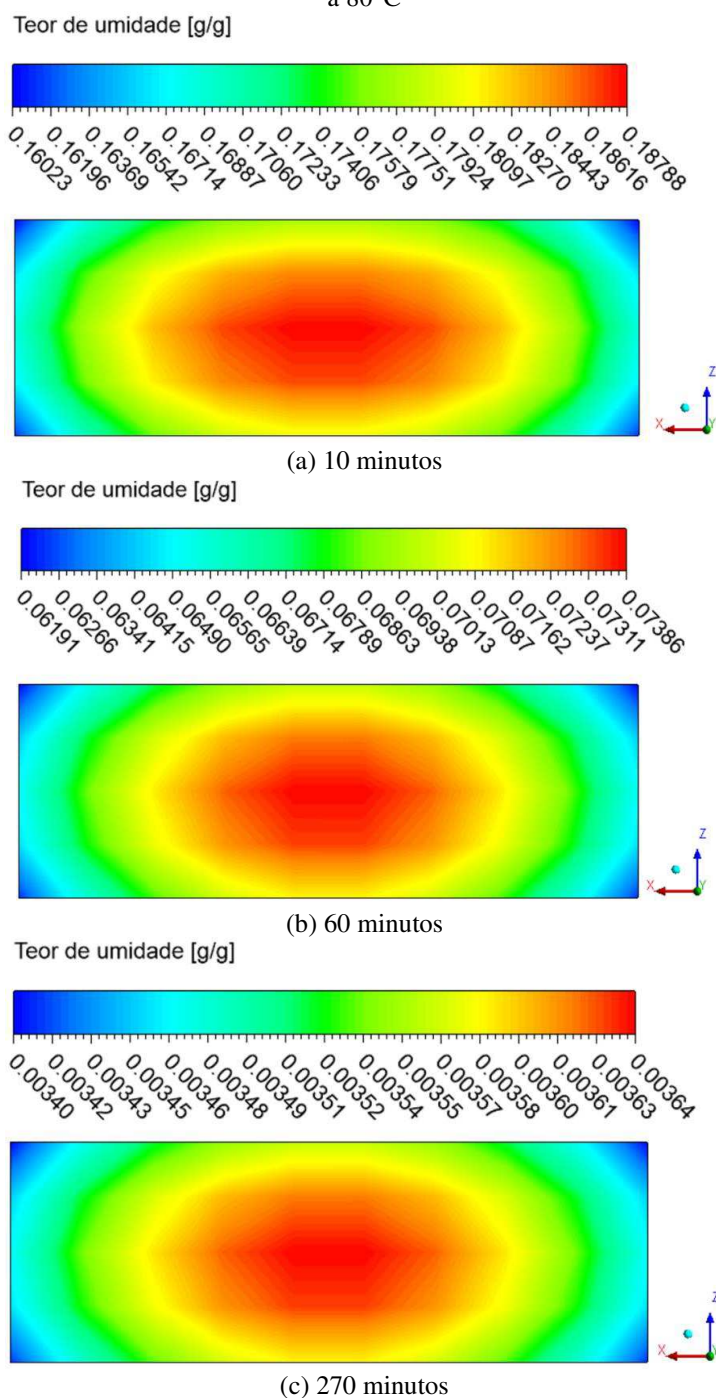 a 80°C
Teor de umidade [g/g]
0.16023 0.16196 0.16369 0.16542 0.16714 0.16887 0.17060 0.17233 0.17406 0.17579 0.17751 0.17924 0.18097 0.18270 0.18443 0.18616 0.18788
Z
X Y
(a) 10 minutos
Teor de umidade [g/g]
0.06191 0.06266 0.06341 0.06415 0.06490 0.06565 0.06639 0.06714 0.06789 0.06863 0.06938 0.07013 0.07087 0.07162 0.07237 0.07311 0.07386
Z
X Y
(b) 60 minutos
Teor de umidade [g/g]
0.00340 0.00342 0.00343 0.00345 0.00346 0.00348 0.00349 0.00351 0.00352 0.00354 0.00355 0.00357 0.00358 0.00360 0.00361 0.00363 0.00364
Z
X Y
(c) 270 minutos